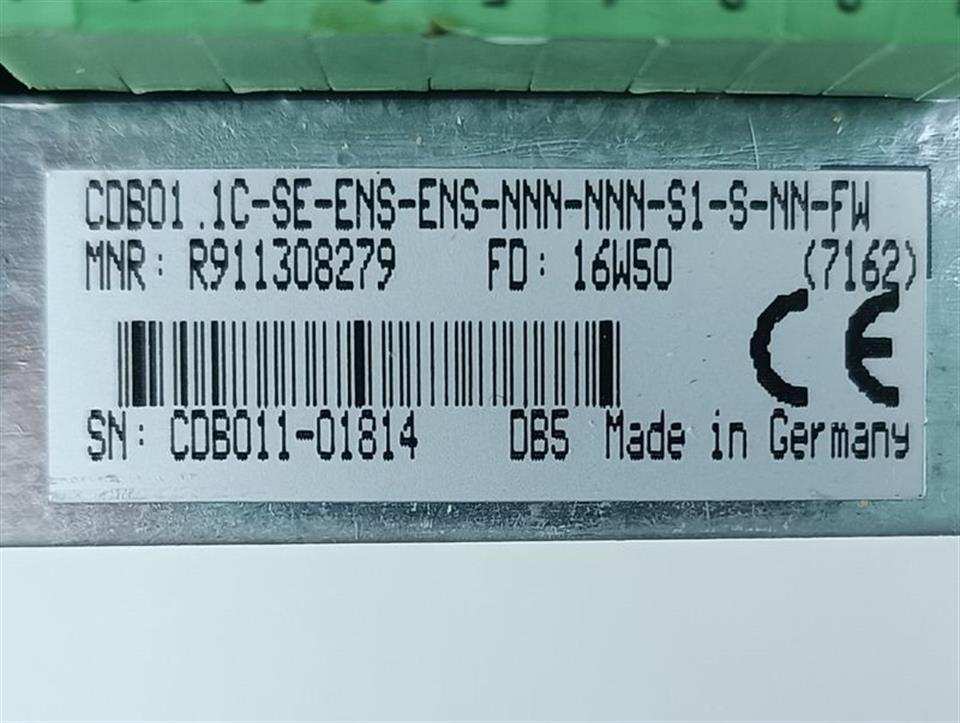 CDB01.1C-SE-ENS-ENS-NNN-NNN-S1-S-NN-FW
MNR: R911308279 FD: 16W50 (7162)
CE
SN: CDB011-01814 DB5 Made in Germany